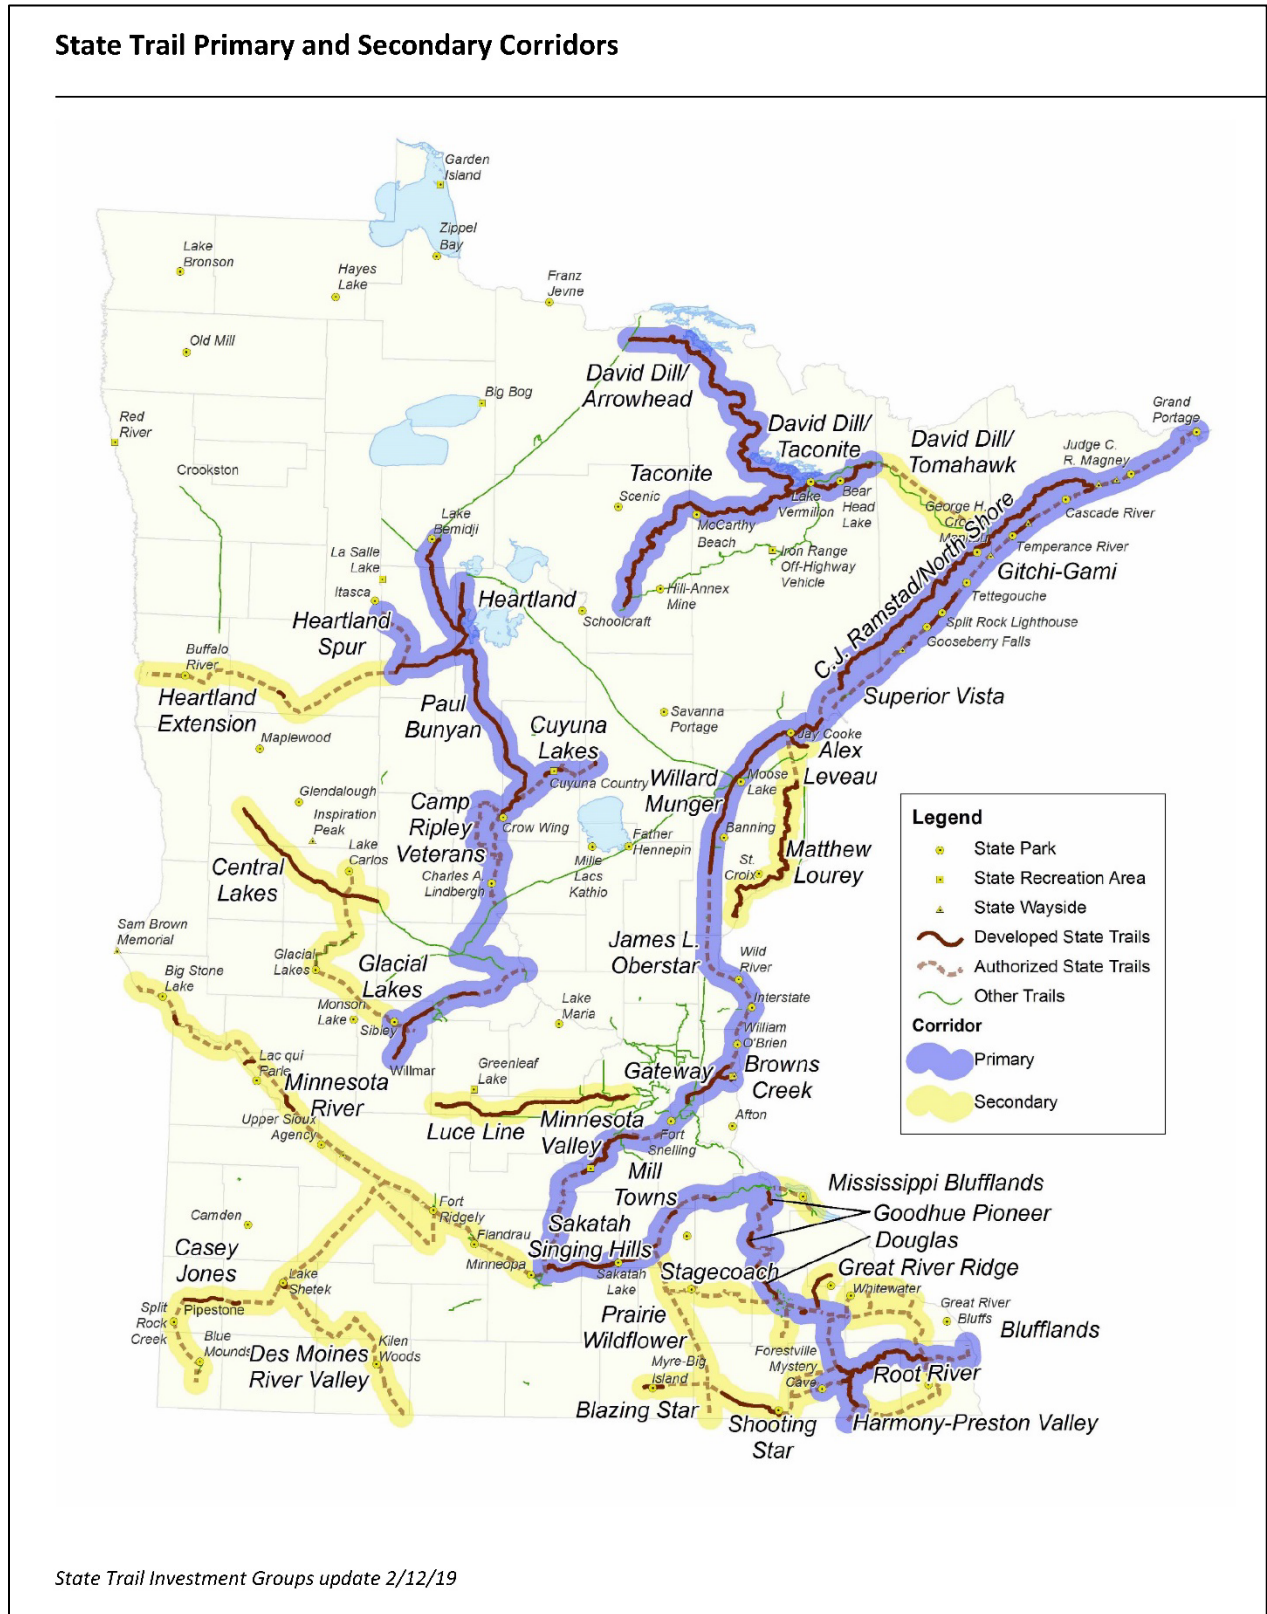 State Trail Primary and Secondary Corridors
Garden
Island
Zippel
Bay
Lake
Bronson
Hayes
Lake
Franz
Jevne
Old Mill
David Dill/
Arrowhead
Big Bog
Red
River
Grand
Portage
David Dill/
Taconite
David Dill/
Tomahawk
Judge C.
R. Magney
Crookston
Taconite
Scenic
Lake
Vermilion
Bear
Head
Lake
George H.
Cascade River
Lake
Bemidji
McCarthy
Beach
Temperance River
La Salle
Lake
Iron Range
Off-Highway
Vehicle
Gitchi-Gami
C.J. Ramstad/North Shore
Itasca
Heartland
Hill-Annex
Mine
Tettegouche
Heartland
Spur
Schoolcraft
Split Rock Lighthouse
Gooseberry Falls
Buffalo
River
Heartland
Extension
Superior Vista
Paul
Bunyan
Savanna
Portage
Cuyuna
Lakes
Jay Cooke
Maplewood
Alex
Leveau
Cuyuna Country
Willard
Munger
Moose
Lake
Glendalough
Camp
Ripley
Veterans
Inspiration
Peak
Crow Wing
Banning
Father
Hennepin
Lake
Carlos
Mille
Lacs
Kathio
St.
Croix
Matthew
Lourey
Central
Lakes
Charles A.
Lindbergh
Legend
State Park
State Recreation Area
State Wayside
Developed State Trails
Authorized State Trails
Other Trails
Corridor
Primary
Secondary
Sam Brown
Memorial
James L.
Oberstar
Wild
River
Glacial
Lakes
Glacial
Lakes
Big Stone
Lake
Interstate
Monson
Lake
Sibley
Lake
Maria
William
O'Brien
Lac qui
Parle
Willmar
Greenleaf
Lake
Gateway
Browns
Creek
Minnesota
River
Afton
Upper Sioux
Agency
Luce Line
Minnesota
Valley
Fort
Snelling
Mill
Towns
Mississippi Blufflands
Goodhue Pioneer
Douglas
Camden
Fort
Ridgely
Flandrau
Sakatah
Singing Hills
Casey
Jones
Minneopa
Sakatah
Lake
Stagecoach
Great River Ridge
Whitewater
Lake
Shetek
Great River
Bluffs
Split
Rock
Creek
Pipestone
Prairie
Wildflower
Blufflands
Blue
Mounds
Des Moines
River Valley
Kilen
Woods
Forestville
Mystery
Cave
Myre-Big
Island
Root River
Blazing Star
Shooting
Star
Harmony-Preston Valley
State Trail Investment Groups update 2/12/19